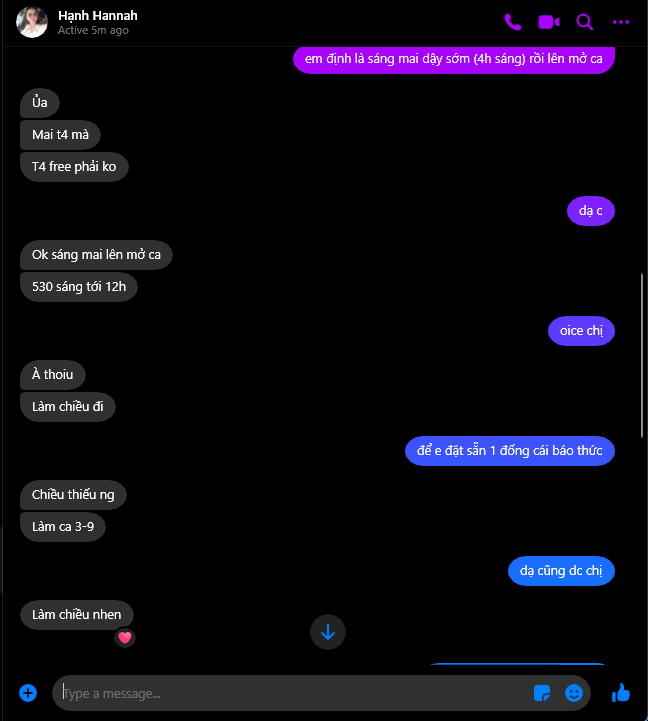 Hạnh Hannah
Active 5m ago
em định là sáng mai dậy sớm (4h sáng) rồi lên mở ca
Ủa
Mai t4 mà
T4 free phải ko
dạ c
Ok sáng mai lên mở ca
530 sáng tới 12h
oice chị
À thoiu
Làm chiều đi
để e đặt sẵn 1 đống cái báo thức
Chiều thiếu ng
Làm ca 3-9
dạ cũng dc chị
Làm chiều nhen
Type a message...